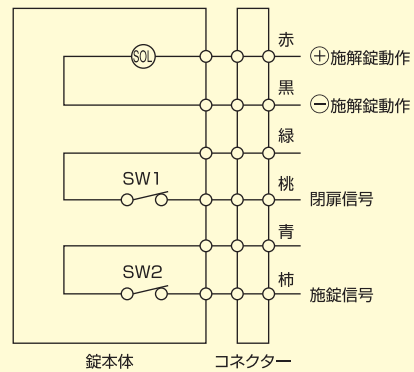 赤
SOL
⊕施解錠動作
黒
⊖施解錠動作
緑
SW1
桃
閉扉信号
青
SW2
柿
施錠信号
錠本体
コネクター